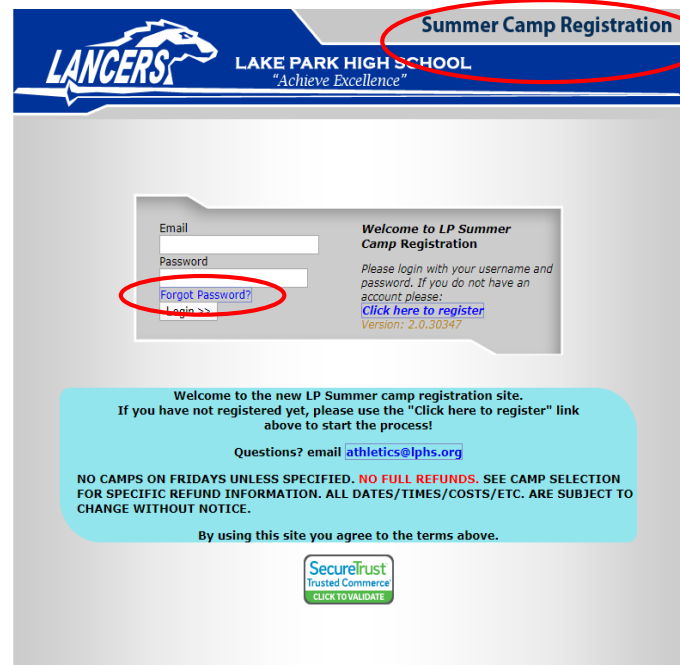 Summer Camp Registration
LANCERS
LAKE PARK HIGH SCHOOL
"Achieve Excellence"
Email
Password
Forgot Password?
Login >>
Welcome to LP Summer
Camp Registration
Please login with your username and
password. If you do not have an
account please:
Click here to register
Version: 2.0.30347
Welcome to the new LP Summer camp registration site.
If you have not registered yet, please use the "Click here to register" link
above to start the process!
Questions? email athletics@lphs.org
NO CAMPS ON FRIDAYS UNLESS SPECIFIED. NO FULL REFUNDS. SEE CAMP SELECTION
FOR SPECIFIC REFUND INFORMATION. ALL DATES/TIMES/COSTS/ETC. ARE SUBJECT TO
CHANGE WITHOUT NOTICE.
By using this site you agree to the terms above.
SecureTrust
Trusted Commerce
CLICK TO VALIDATE